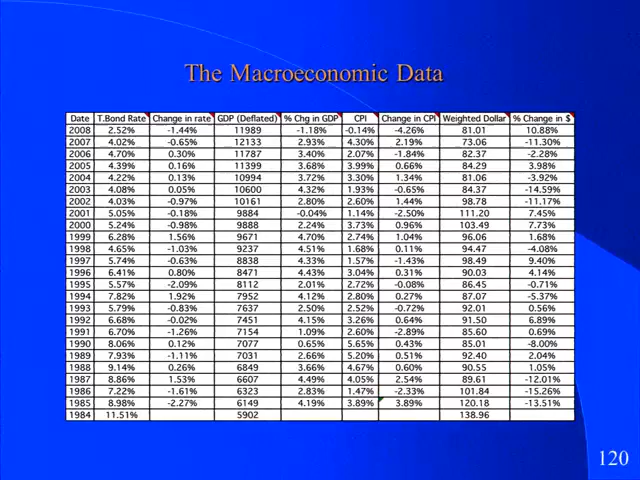 The Macroeconomic Data
Date T.Bond Rate Change in rate GDP (Deflated) % Chg in GDP CPI Change in CPI Weighted Dollar % Change in $
2008 2.52% -1.44% 11989 -1.18% -0.14% -4.26% 81.01 10.88%
2007 4.02% -0.65% 12133 2.93% 4.30% 2.19% 73.06 -11.30%
2006 4.70% 0.30% 11787 3.40% 2.07% -1.84% 82.37 -2.28%
2005 4.39% 0.16% 11399 3.68% 3.99% 0.66% 84.29 3.98%
2004 4.22% 0.13% 10994 3.72% 3.30% 1.34% 81.06 -3.92%
2003 4.08% 0.05% 10600 4.32% 1.93% -0.65% 84.37 -14.59%
2002 4.03% -0.97% 10161 2.80% 2.60% 1.44% 98.78 -11.17%
2001 5.05% -0.18% 9884 -0.04% 1.14% -2.50% 111.20 7.45%
2000 5.24% -0.98% 9888 2.24% 3.73% 0.96% 103.49 7.73%
1999 6.28% 1.56% 9671 4.70% 2.74% 1.04% 96.06 1.68%
1998 4.65% -1.03% 9237 4.51% 1.68% 0.11% 94.47 -4.08%
1997 5.74% -0.63% 8838 4.33% 1.57% -1.43% 98.49 9.40%
1996 6.41% 0.80% 8471 4.43% 3.04% 0.31% 90.03 4.14%
1995 5.57% -2.09% 8112 2.01% 2.72% -0.08% 86.45 -0.71%
1994 7.82% 1.92% 7952 4.12% 2.80% 0.27% 87.07 -5.37%
1993 5.79% -0.83% 7637 2.50% 2.52% -0.72% 92.01 0.56%
1992 6.68% -0.02% 7451 4.15% 3.26% 0.64% 91.50 6.89%
1991 6.70% -1.26% 7154 1.09% 2.60% -2.89% 85.60 0.69%
1990 8.06% 0.12% 7077 0.65% 5.65% 0.43% 85.01 -8.00%
1989 7.93% -1.11% 7031 2.66% 5.20% 0.51% 92.40 2.04%
1988 9.14% 0.26% 6849 3.66% 4.67% 0.60% 90.55 1.05%
1987 8.86% 1.53% 6607 4.49% 4.05% 2.54% 89.61 -12.01%
1986 7.22% -1.61% 6323 2.83% 1.47% -2.33% 101.84 -15.26%
1985 8.98% -2.27% 6149 4.19% 3.89% 3.89% 120.18 -13.51%
1984 11.51% 5902 138.96
120